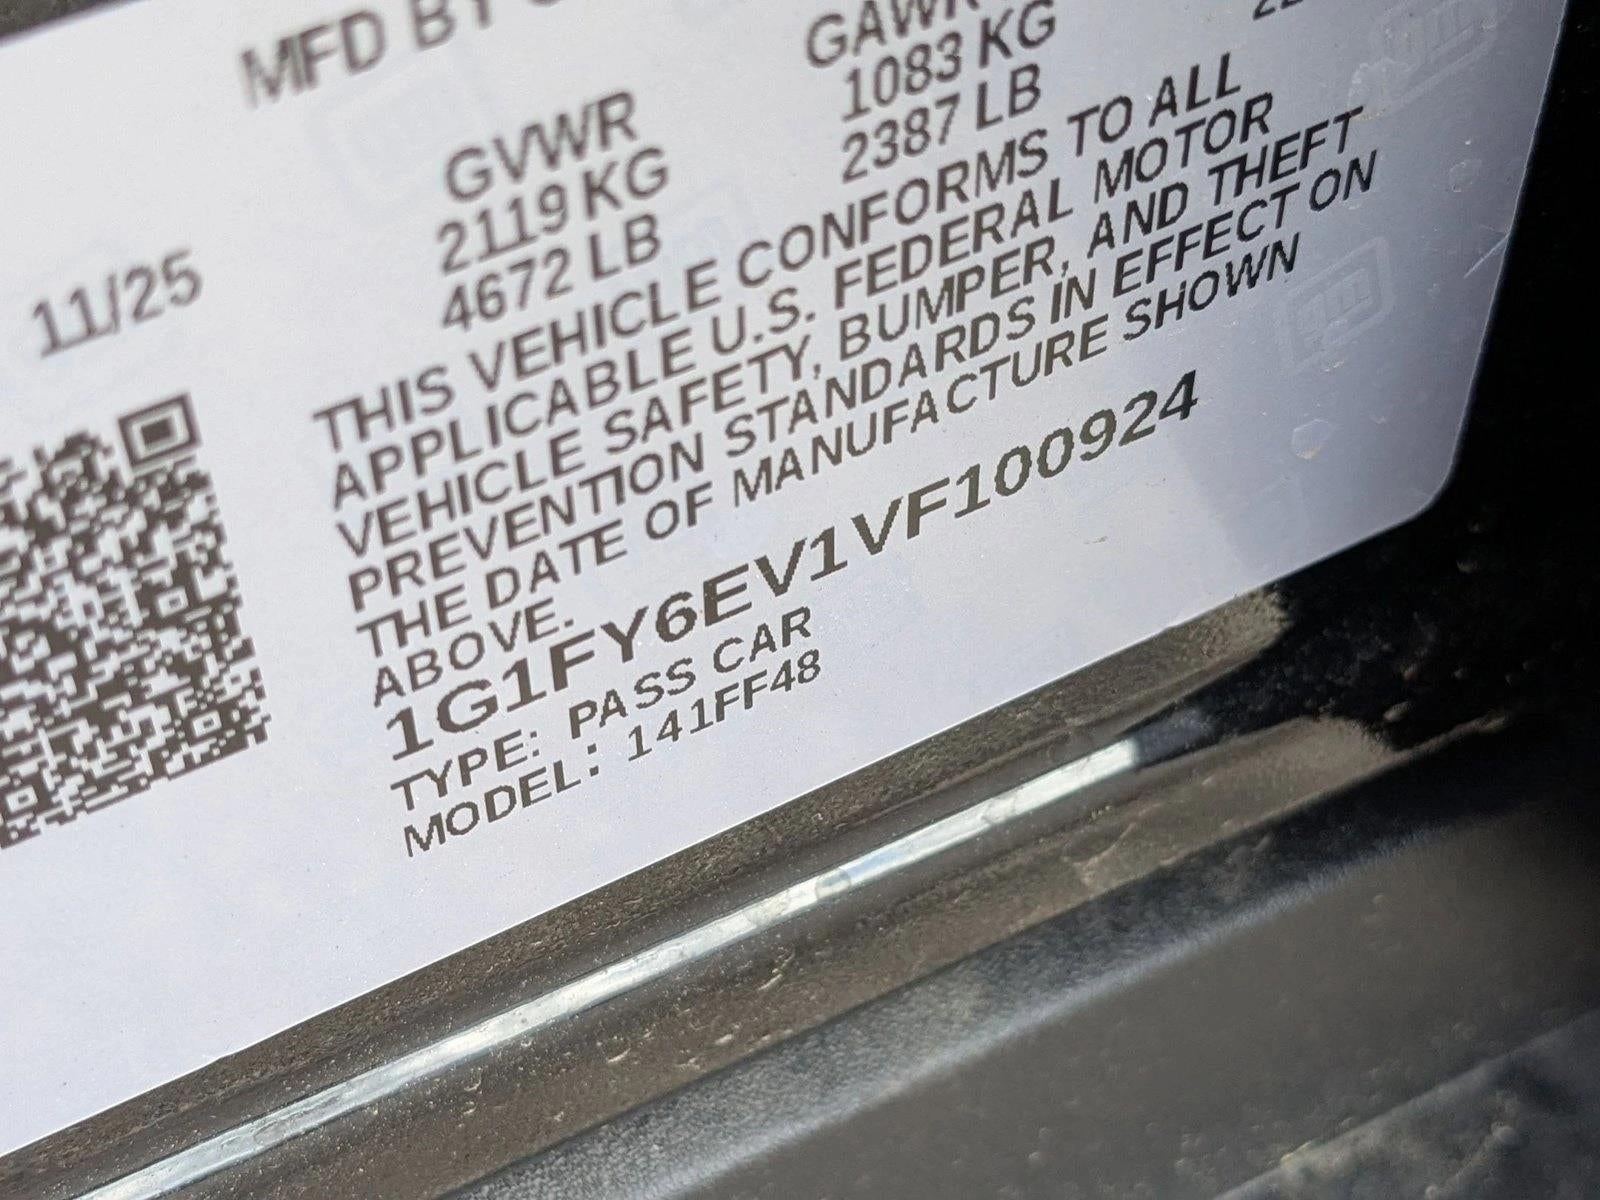 MFD BY
GVWR
2119 KG
4672 LB
GAWR
1083 KG
2387 LB
11/25
THIS VEHICLE CONFORMS TO ALL
APPLICABLE U.S. FEDERAL MOTOR
VEHICLE SAFETY, BUMPER, AND THEFT
PREVENTION STANDARDS IN EFFECT ON
THE DATE OF MANUFACTURE SHOWN
ABOVE.
1G1FY6EV1VF100924
TYPE: PASS CAR
MODEL: 141FF48
gm
gm